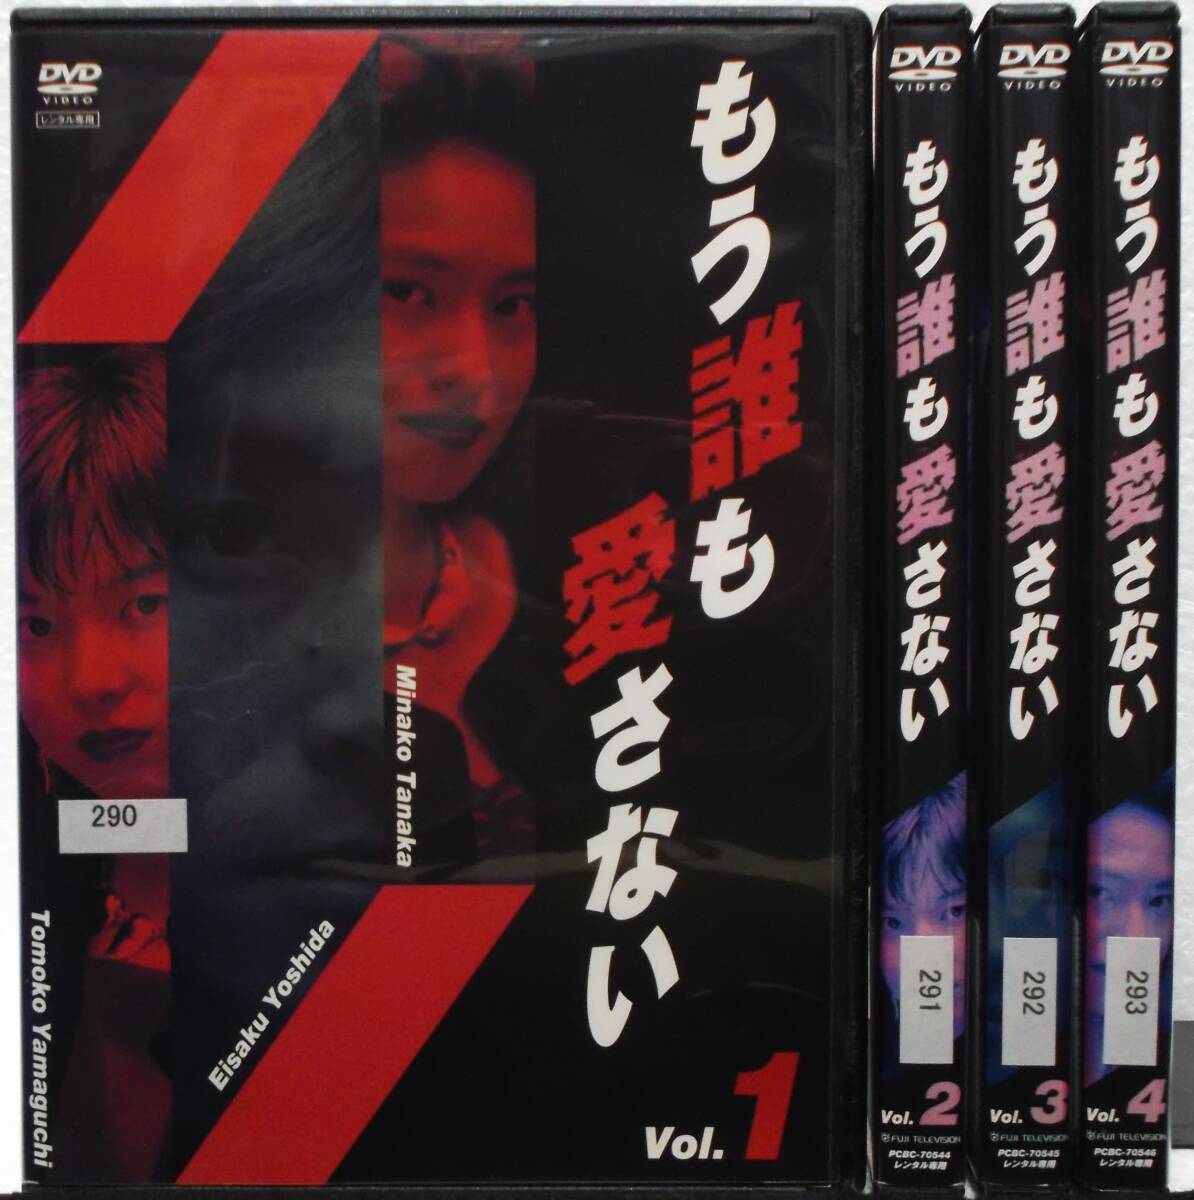 DVD
VIDEO
レンタル専用
もう誰も
愛さない
Minako Tanaka
290
Tomoko Yamaguchi
Eisaku Yoshida
Vol. 1
DVD
VIDEO
もう誰も愛さない
291
Vol. 2
FUJI TELEVISION
PCBC-70544
レンタル専用
DVD
VIDEO
もう誰も愛さない
292
Vol. 3
FUJI TELEVISION
PCBC-70545
レンタル専用
DVD
VIDEO
もう誰も愛さない
293
Vol. 4
FUJI TELEVISION
PCBC-70546
レンタル専用